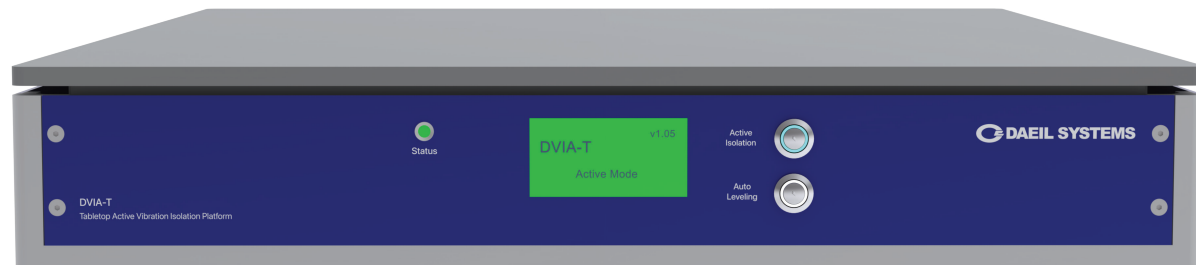 Status
v1.05
DVIA-T
Active Mode
Active
Isolation
Auto
Leveling
DAEIL SYSTEMS
DVIA-T
Tabletop Active Vibration Isolation Platform